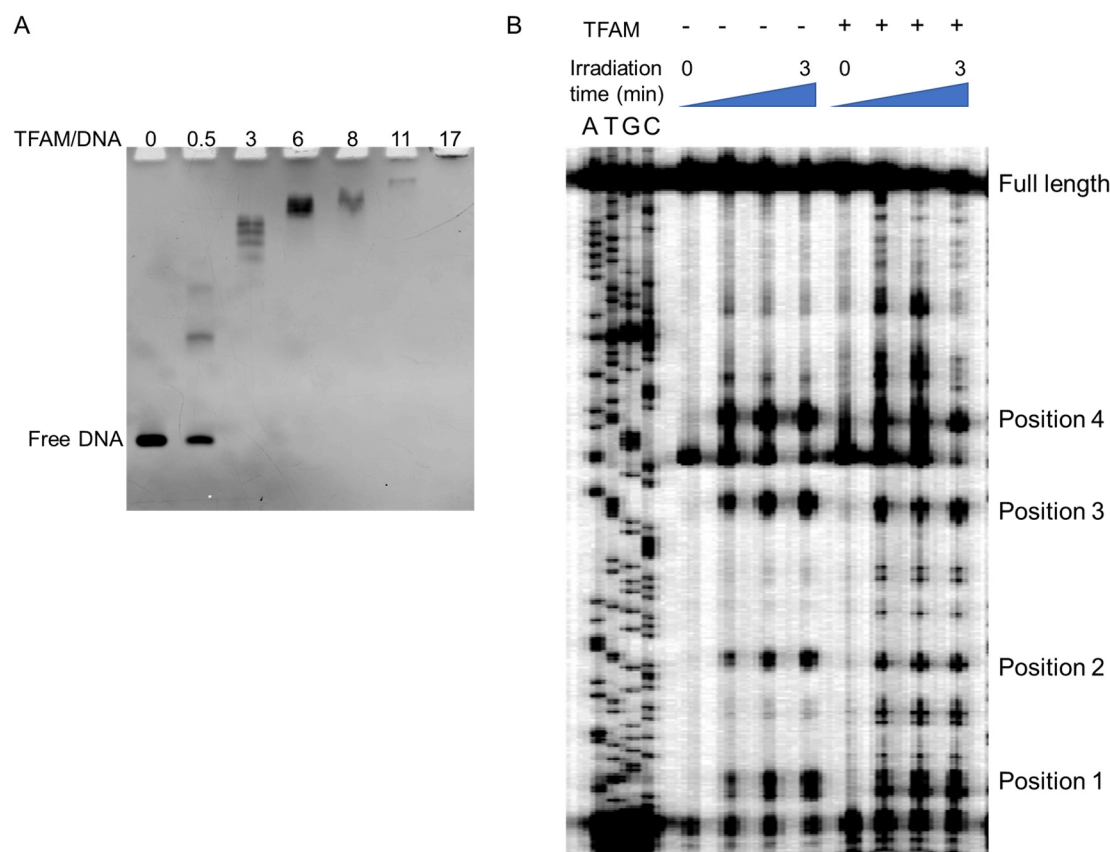 A
TFAM/DNA 0 0.5 3 6 8 11 17
Free DNA
B
TFAM - - - - + + + +
Irradiation time (min) 0 3 0 3
A T G C
Full length
Position 4
Position 3
Position 2
Position 1